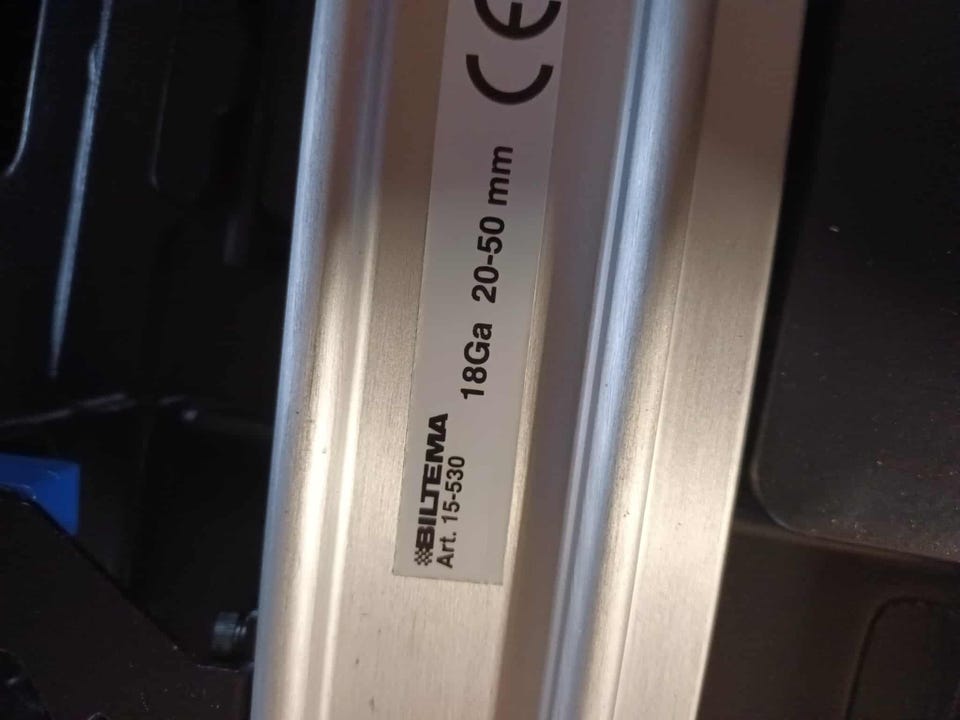 BILTEMA
Art. 15-530
18Ga 20-50 mm
CE